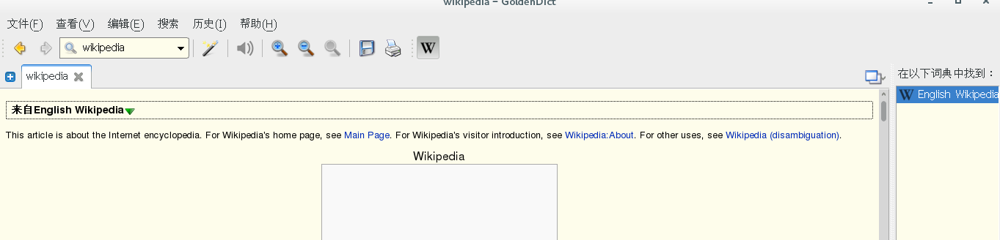 wikipedia - GoldenDict
文件(F) 查看(V) 编辑(E) 搜索 历史(I) 帮助(H)
wikipedia W
wikipedia
在以下词典中找到：
W English Wikipedia
来自English Wikipedia
This article is about the Internet encyclopedia. For Wikipedia's home page, see Main Page. For Wikipedia's visitor introduction, see Wikipedia:About. For other uses, see Wikipedia (disambiguation).
Wikipedia